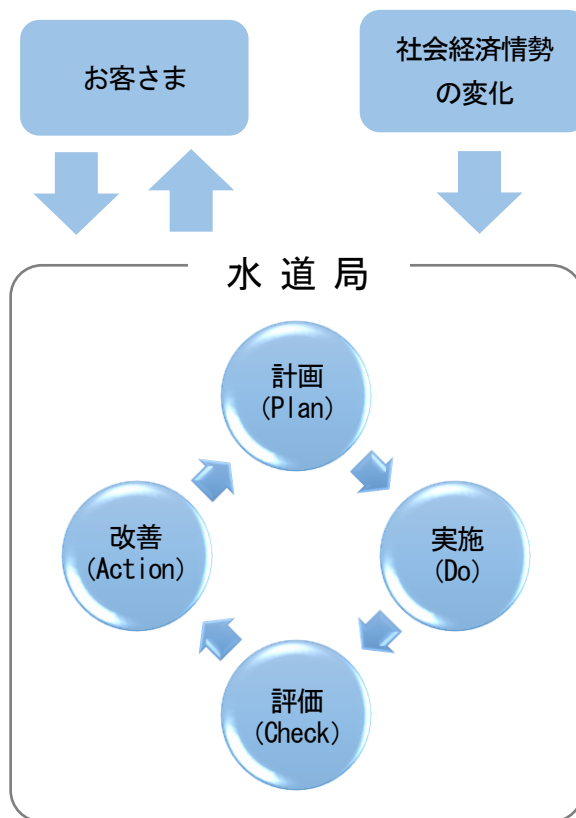 お客さま
社会経済情勢
の変化
水道局
計画
(Plan)
実施
(Do)
改善
(Action)
評価
(Check)